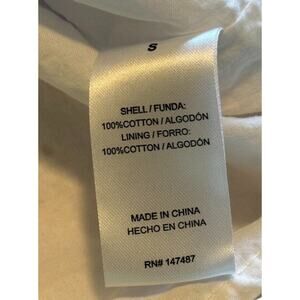 S
SHELL / FUNDA:
100%COTTON / ALGODÓN
LINING / FORRO:
100%COTTON / ALGODÓN
MADE IN CHINA
HECHO EN CHINA
RN# 147487